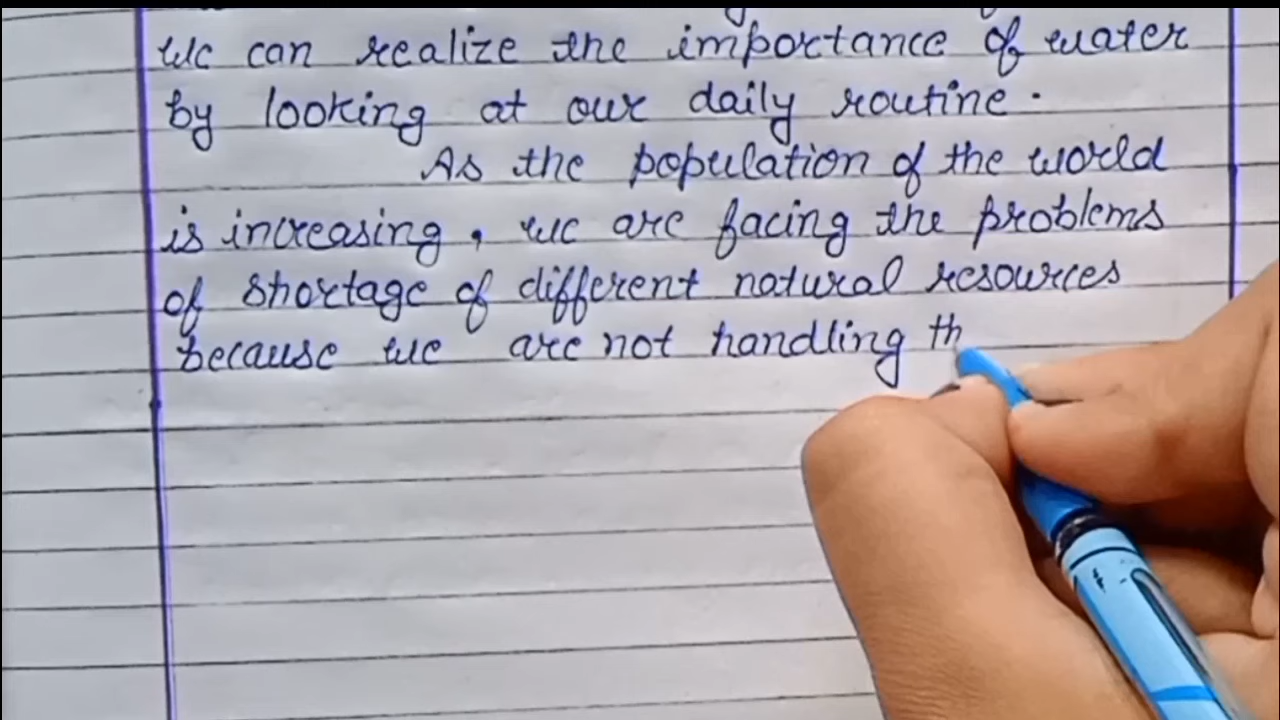 we can realize the importance of water
by looking at our daily routine.
As the population of the world
is increasing, we are facing the problems
of shortage of different natural resources
because we are not handling th